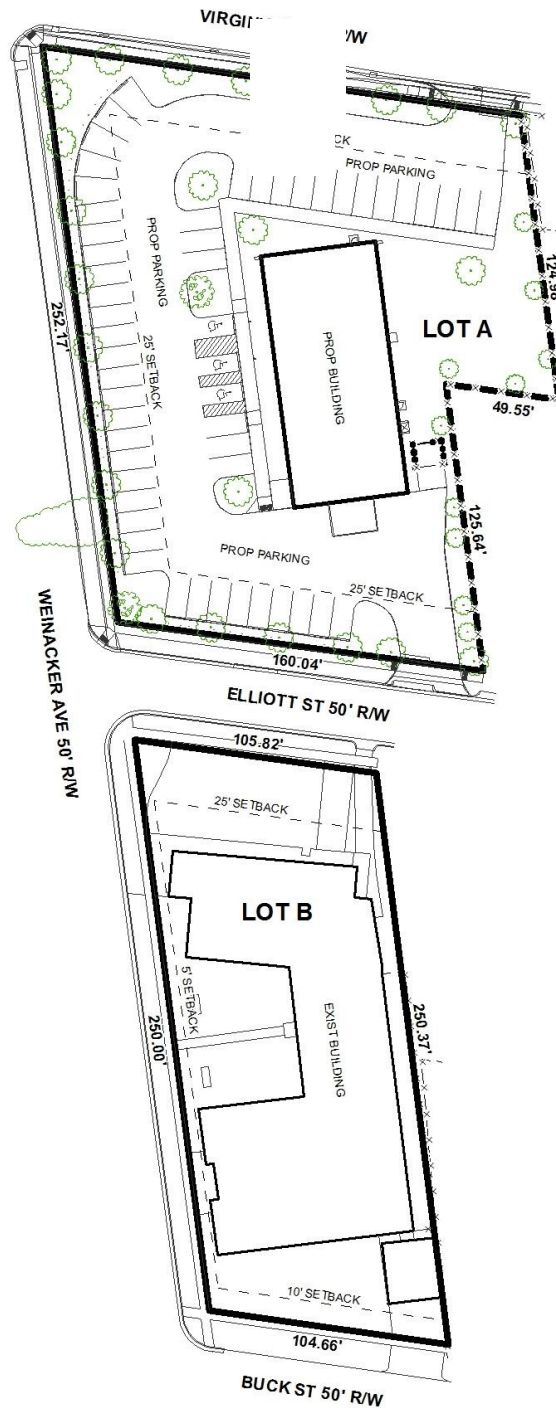 R/W
PROP PARKING
PROP PARKING
124.98'
LOT A
252.17'
25' SETBACK
PROP BUILDING
49.55'
125.64'
PROP PARKING
25' SETBACK
160.04'
ELLIOTT ST 50' R/W
WEINACKER AVE 50' R/W
105.82'
25' SETBACK
LOT B
5' SETBACK
EXIST BUILDING
250.00'
250.37'
10' SETBACK
104.66'
BUCK ST 50' R/W